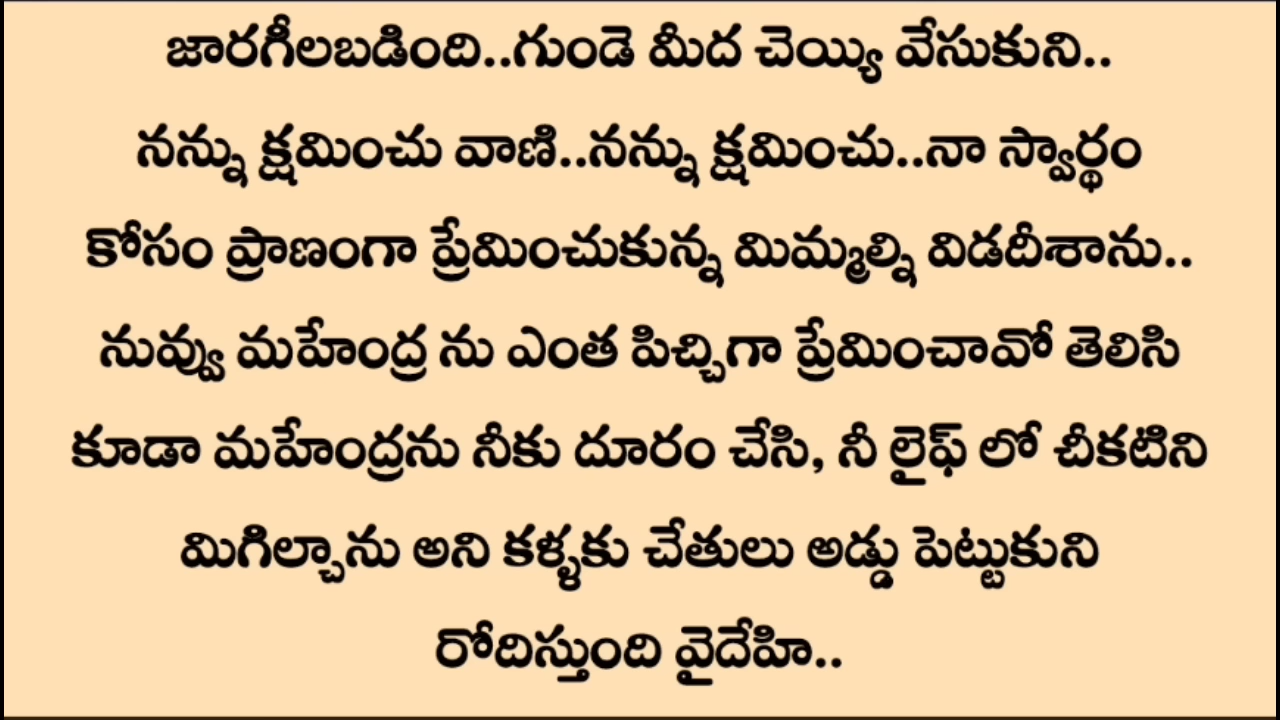 జారగీలబడింది..గుండె మీద చెయ్యి వేసుకుని..
నన్ను క్షమించు వాణి..నన్ను క్షమించు..నా స్వార్థం
కోసం ప్రాణంగా ప్రేమించుకున్న మిమ్మల్ని విడదీశాను..
నువ్వు మహేంద్ర ను ఎంత పిచ్చిగా ప్రేమించావో తెలిసి
కూడా మహేంద్రను నీకు దూరం చేసి, నీ లైఫ్ లో చీకటిని
మిగిల్చాను అని కళ్ళకు చేతులు అడ్డు పెట్టుకుని
రోదిస్తుంది వైదేహి..